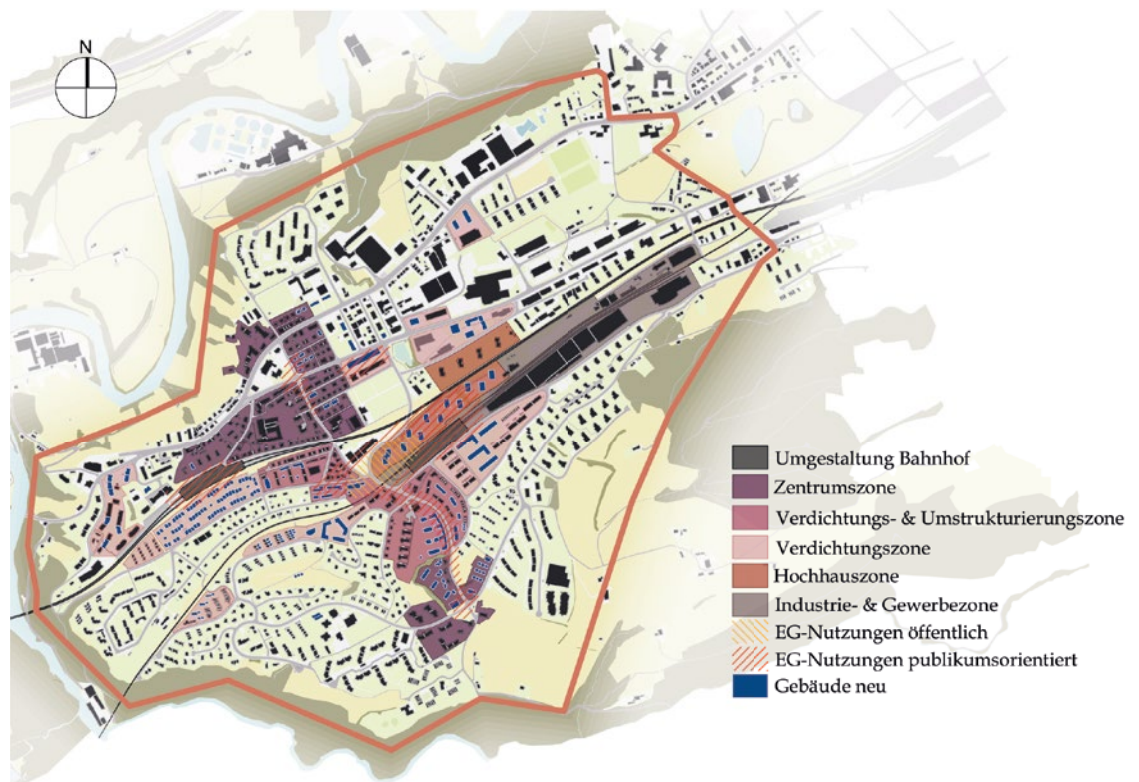 N
Umgestaltung Bahnhof
Zentrumszone
Verdichtungs- & Umstrukturierungszone
Verdichtungszone
Hochhauszone
Industrie- & Gewerbezone
EG-Nutzungen öffentlich
EG-Nutzungen publikumsorientiert
Gebäude neu